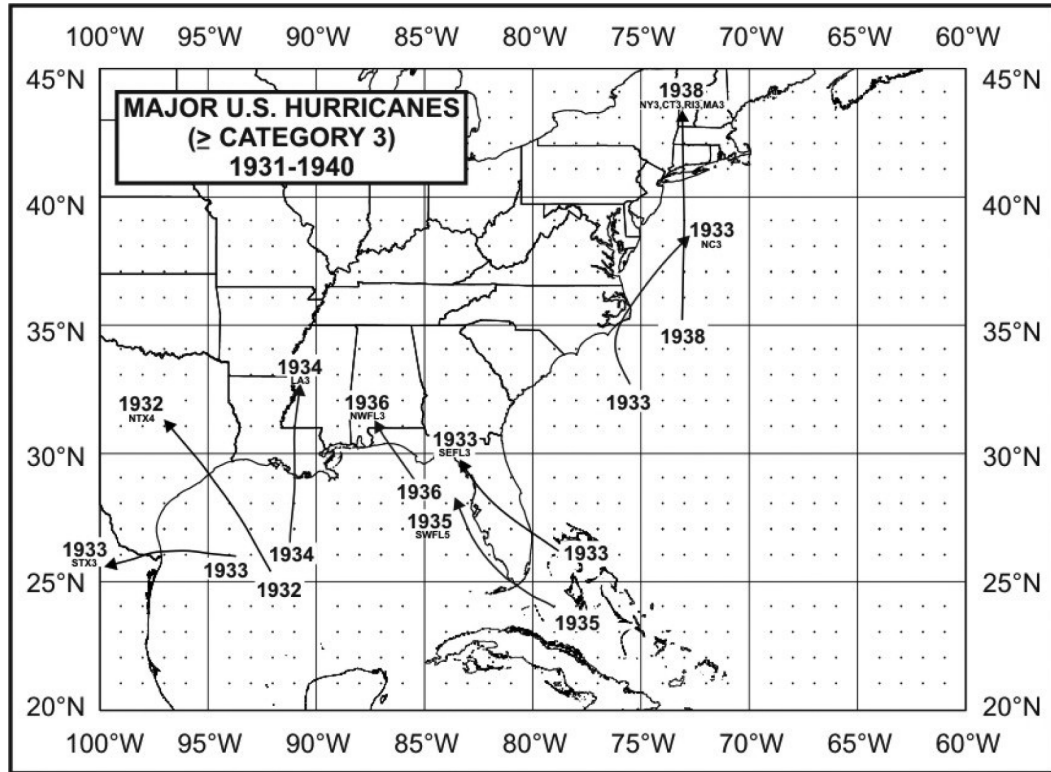 100°W 95°W 90°W 85°W 80°W 75°W 70°W 65°W 60°W
45°N 45°N
MAJOR U.S. HURRICANES
(≥ CATEGORY 3)
1931-1940
1938
NY3,CT3,RI3,MA3
40°N 40°N
1933
NC3
35°N 35°N
1938
1934
LA3
1932
NTX4
1936
NWFL3
1933
1933
SEFL3
30°N 30°N
1936
1935
SWFL5
1933
STX3
1933
1934
1932
1933
25°N 25°N
1935
20°N 20°N
100°W 95°W 90°W 85°W 80°W 75°W 70°W 65°W 60°W